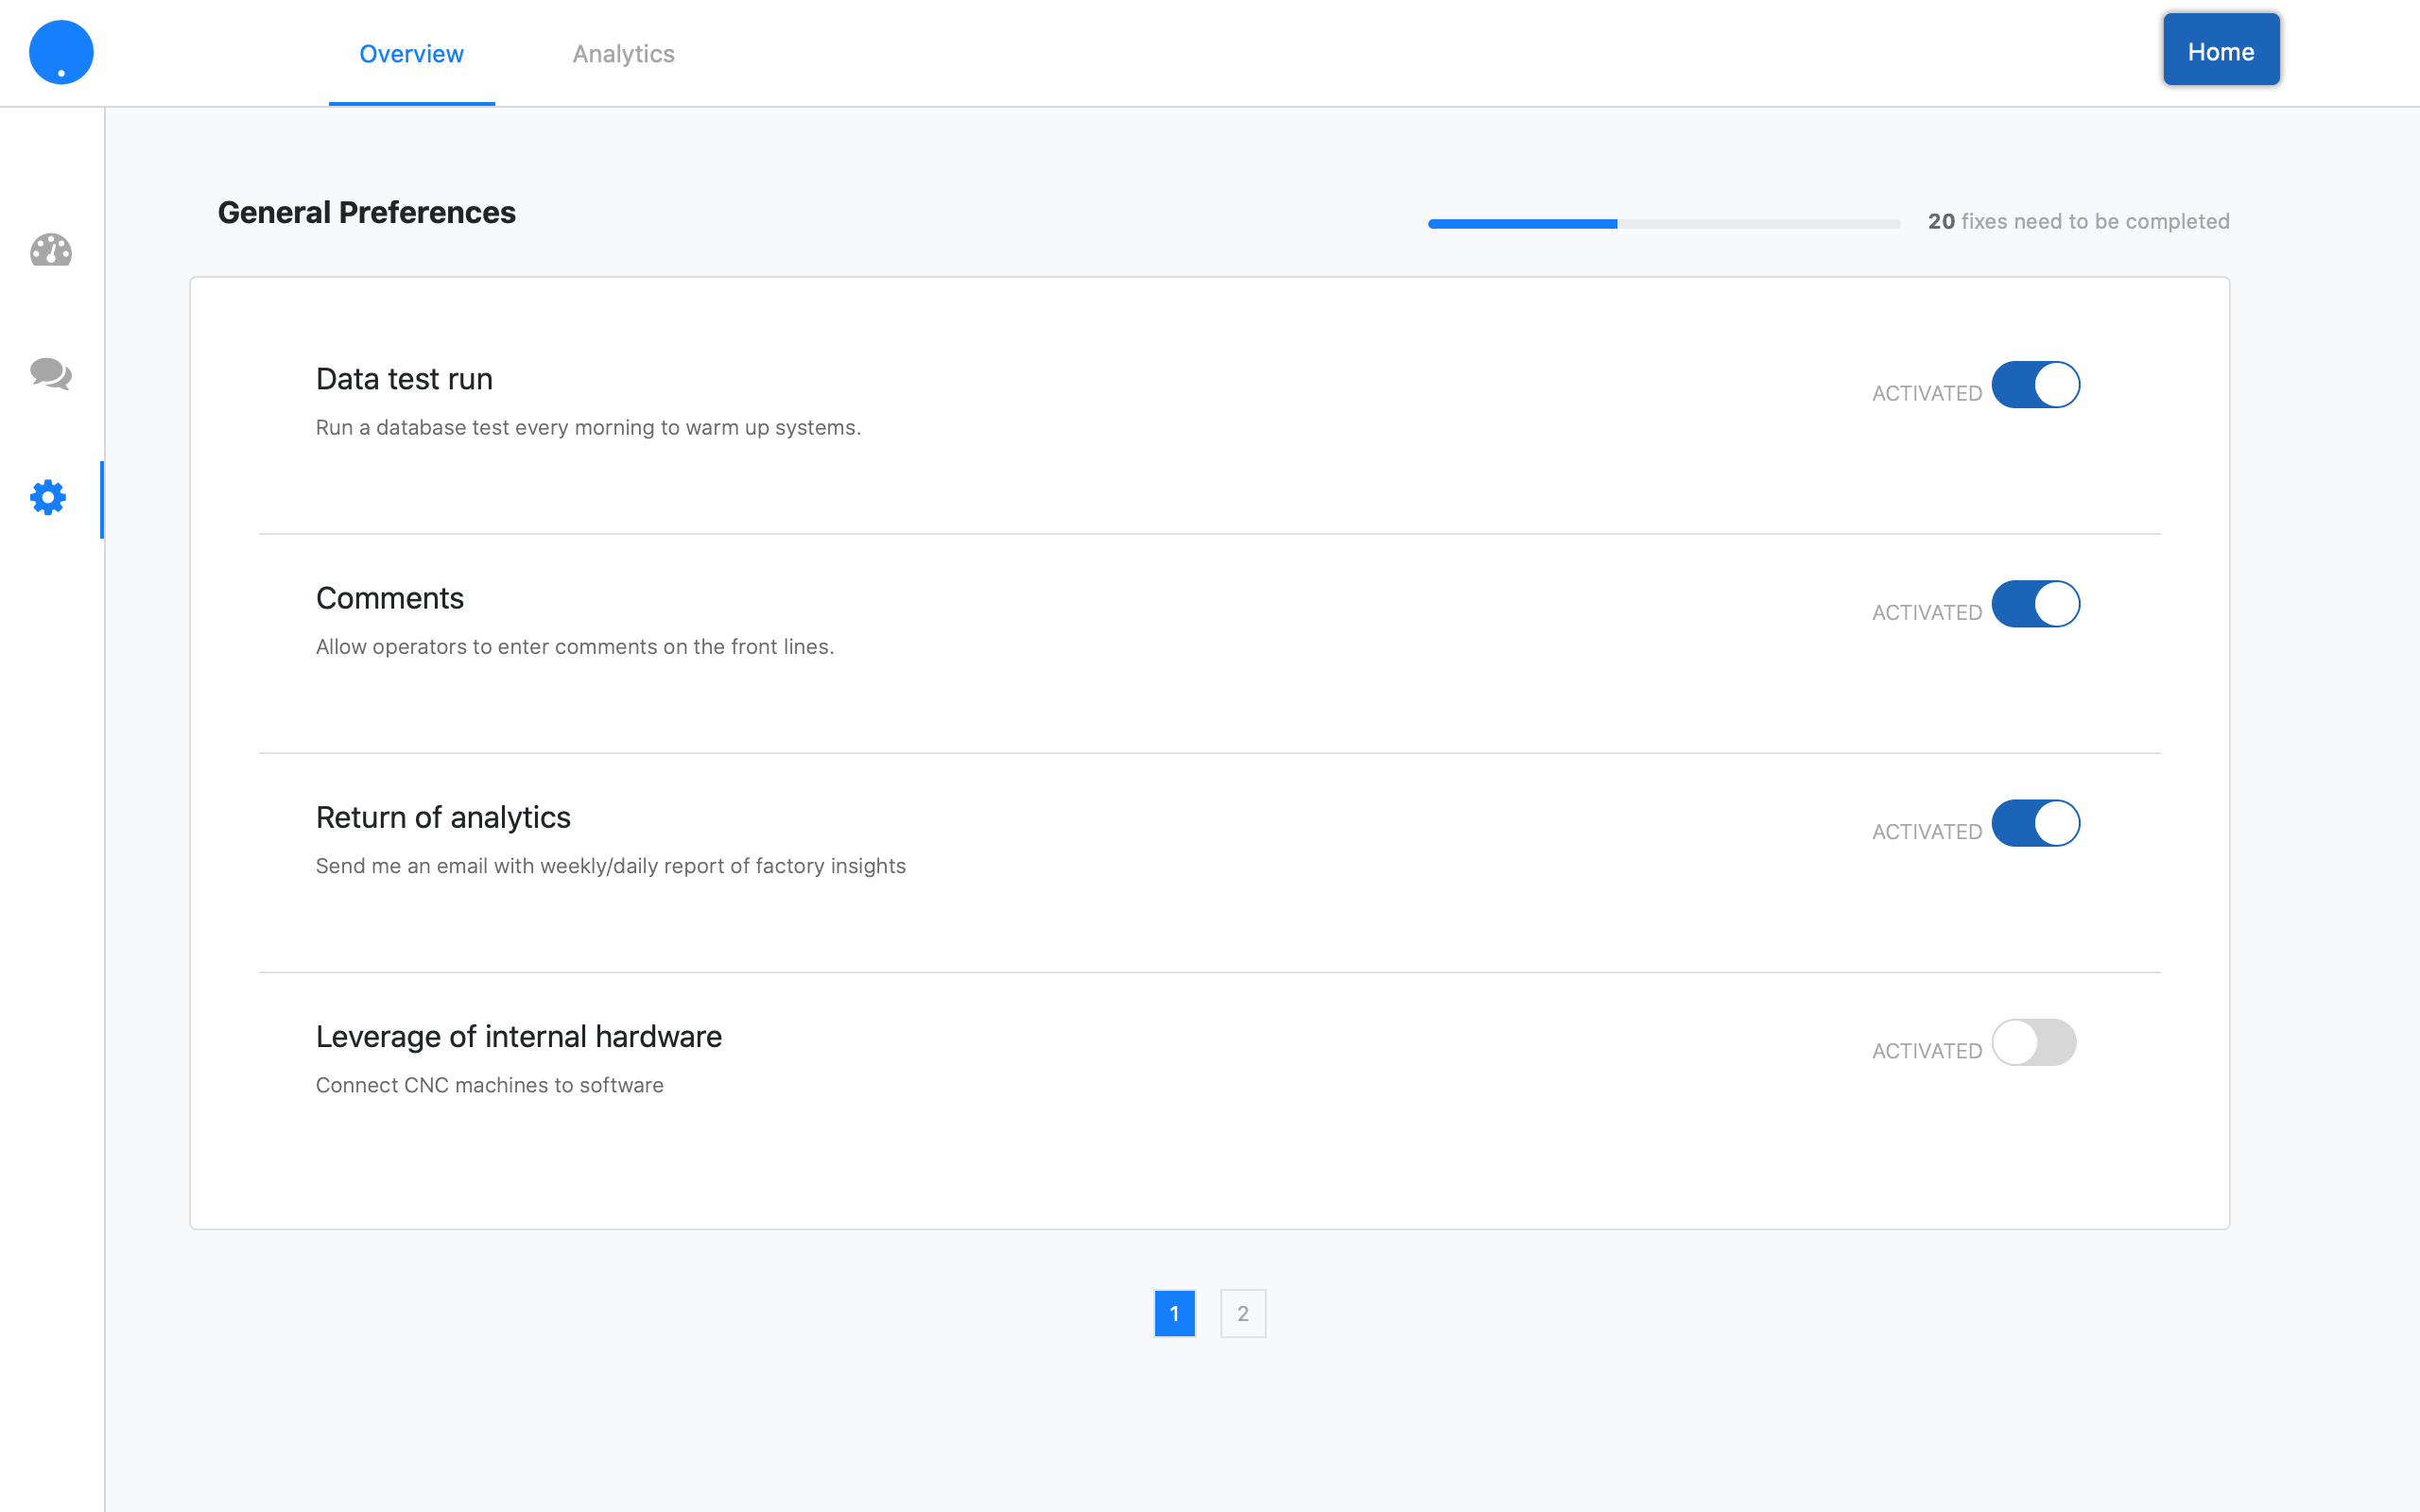 Overview
Analytics
Home
General Preferences
20 fixes need to be completed
Data test run
ACTIVATED
Run a database test every morning to warm up systems.
Comments
ACTIVATED
Allow operators to enter comments on the front lines.
Return of analytics
ACTIVATED
Send me an email with weekly/daily report of factory insights
Leverage of internal hardware
ACTIVATED
Connect CNC machines to software
1
2